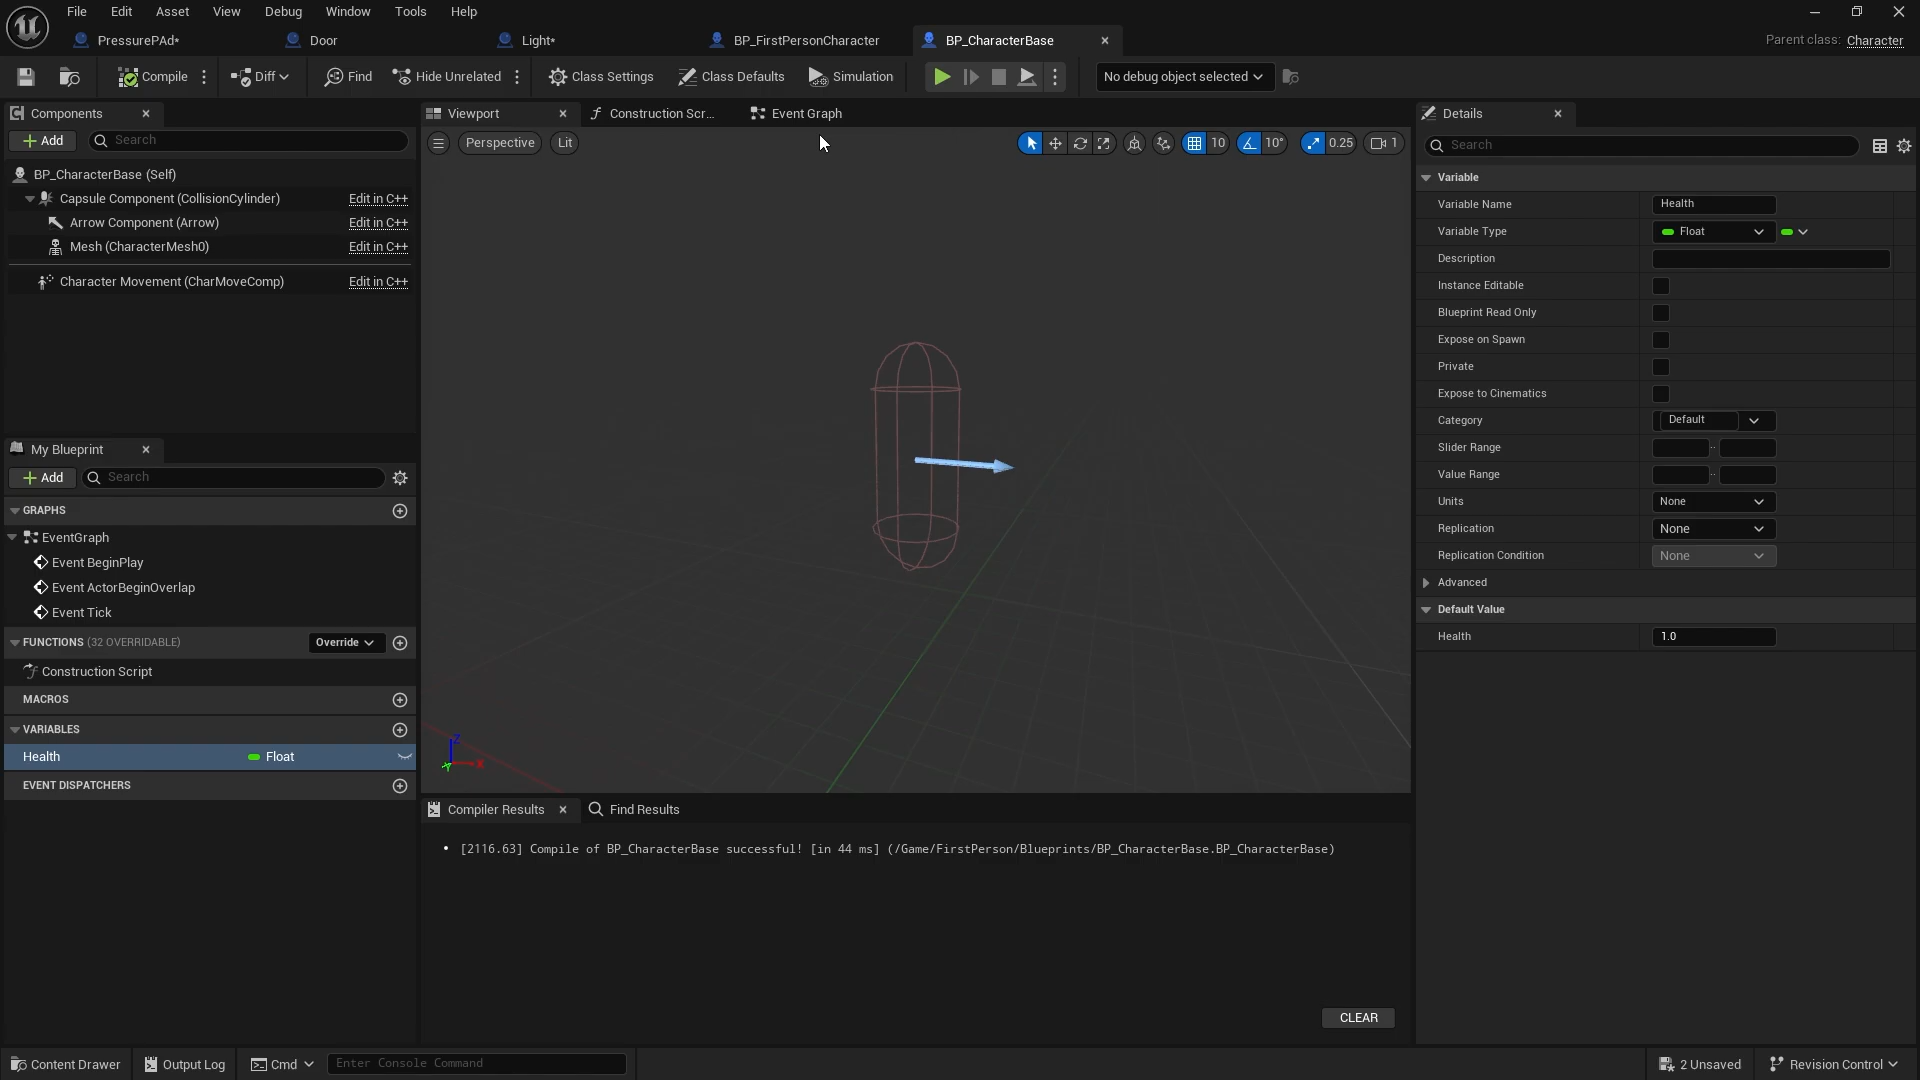 File Edit Asset View Debug Window Tools Help
PressurePAd* Door Light* BP_FirstPersonCharacter BP_CharacterBase Parent class: Character
Compile Diff Find Hide Unrelated Class Settings Class Defaults Simulation No debug object selected
Components Viewport Construction Scr... Event Graph Details
Add Search Perspective Lit 10 10° 0.25 1 Search
BP_CharacterBase (Self)
Capsule Component (CollisionCylinder) Edit in C++
Arrow Component (Arrow) Edit in C++
Mesh (CharacterMesh0) Edit in C++
Character Movement (CharMoveComp) Edit in C++
My Blueprint
Add Search
GRAPHS
EventGraph
Event BeginPlay
Event ActorBeginOverlap
Event Tick
FUNCTIONS (32 OVERRIDABLE) Override
Construction Script
MACROS
VARIABLES
Health Float
EVENT DISPATCHERS
Z
X
Y
Compiler Results Find Results
• [2116.63] Compile of BP_CharacterBase successful! [in 44 ms] (/Game/FirstPerson/Blueprints/BP_CharacterBase.BP_CharacterBase)
CLEAR
Variable
Variable Name Health
Variable Type Float
Description
Instance Editable
Blueprint Read Only
Expose on Spawn
Private
Expose to Cinematics
Category Default
Slider Range ..
Value Range ..
Units None
Replication None
Replication Condition None
Advanced
Default Value
Health 1.0
Content Drawer Output Log Cmd Enter Console Command 2 Unsaved Revision Control